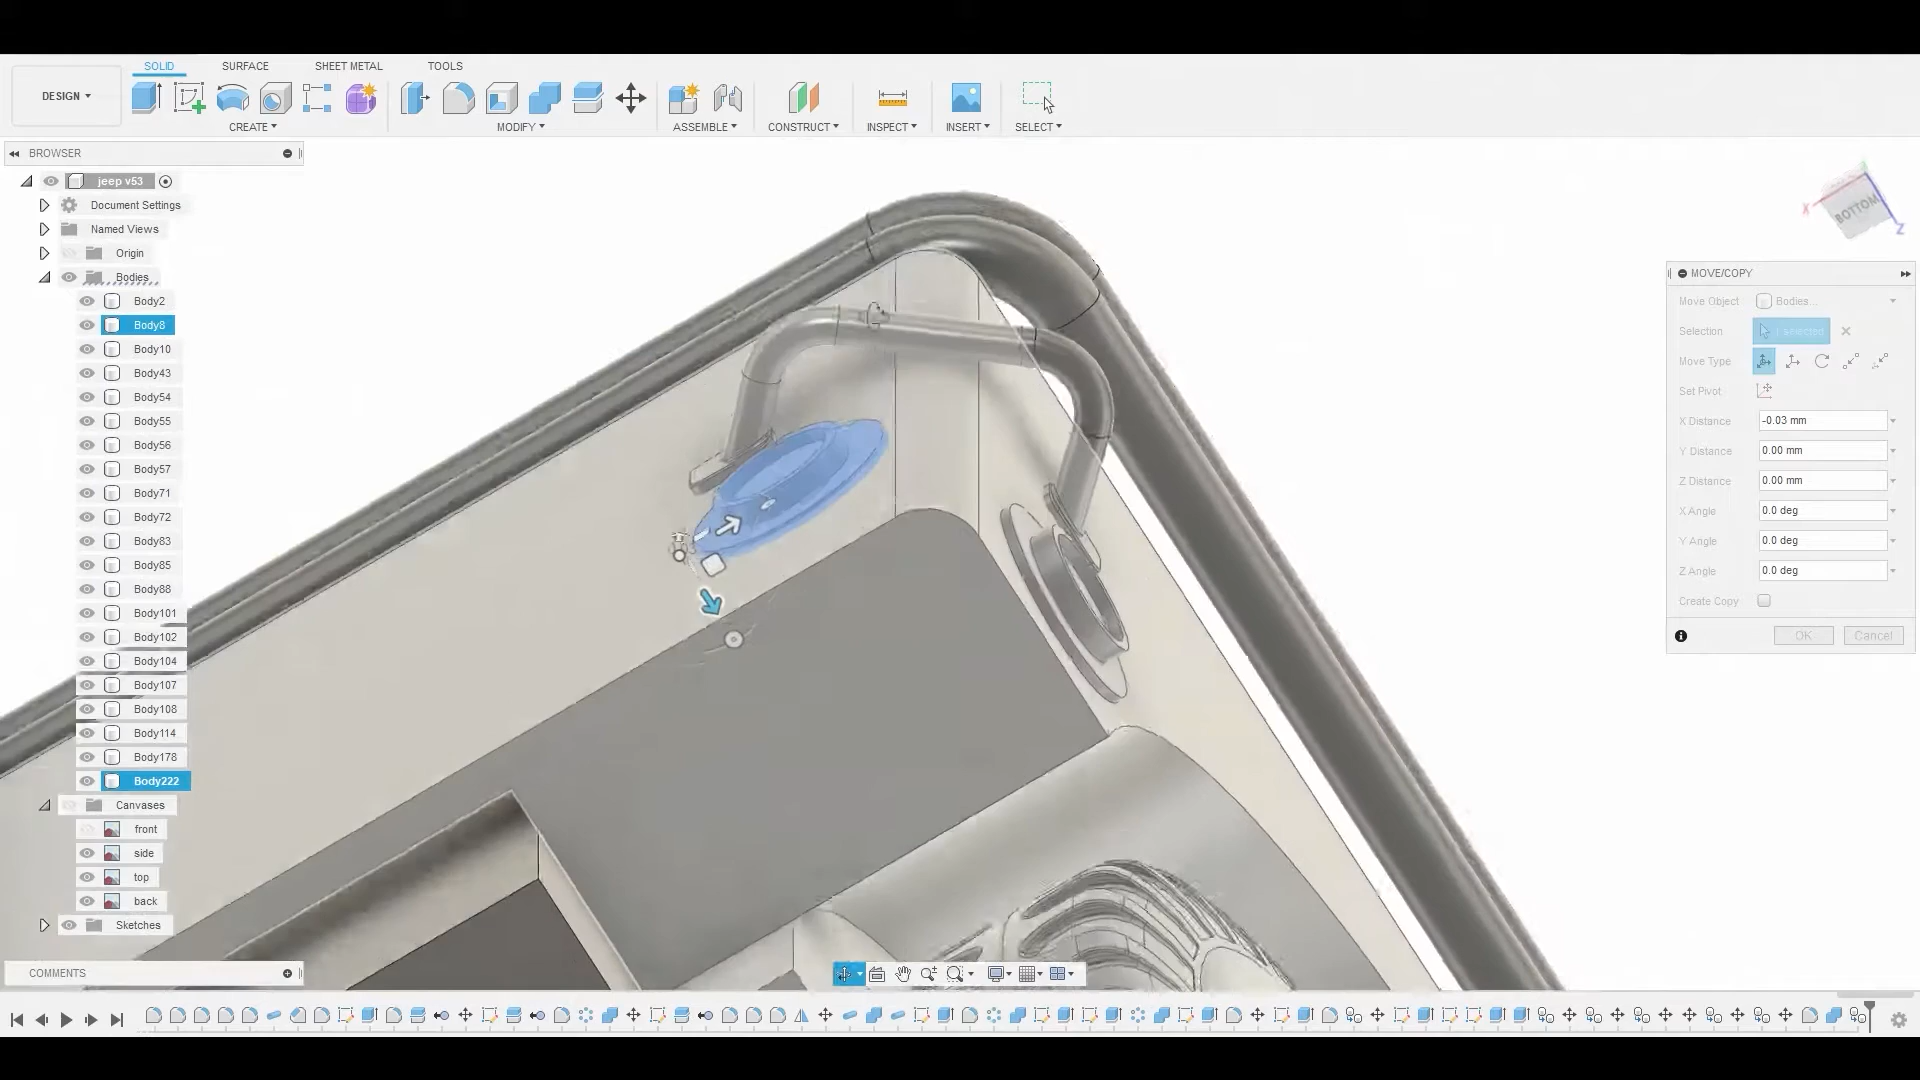 SOLID SURFACE SHEET METAL TOOLS
DESIGN
CREATE MODIFY ASSEMBLE CONSTRUCT INSPECT INSERT SELECT
BROWSER
jeep v53
Document Settings
Named Views
Origin
Bodies
Body2
Body8
Body10
Body43
Body54
Body55
Body56
Body57
Body71
Body72
Body83
Body85
Body88
Body101
Body102
Body104
Body107
Body108
Body114
Body178
Body222
Canvases
front
side
top
back
Sketches
COMMENTS
BOTTOM
X
Z
MOVE/COPY
Move Object Bodies...
Selection 1 selected
Move Type
Set Pivot
X Distance -0.03 mm
Y Distance 0.00 mm
Z Distance 0.00 mm
X Angle 0.0 deg
Y Angle 0.0 deg
Z Angle 0.0 deg
Create Copy
OK Cancel